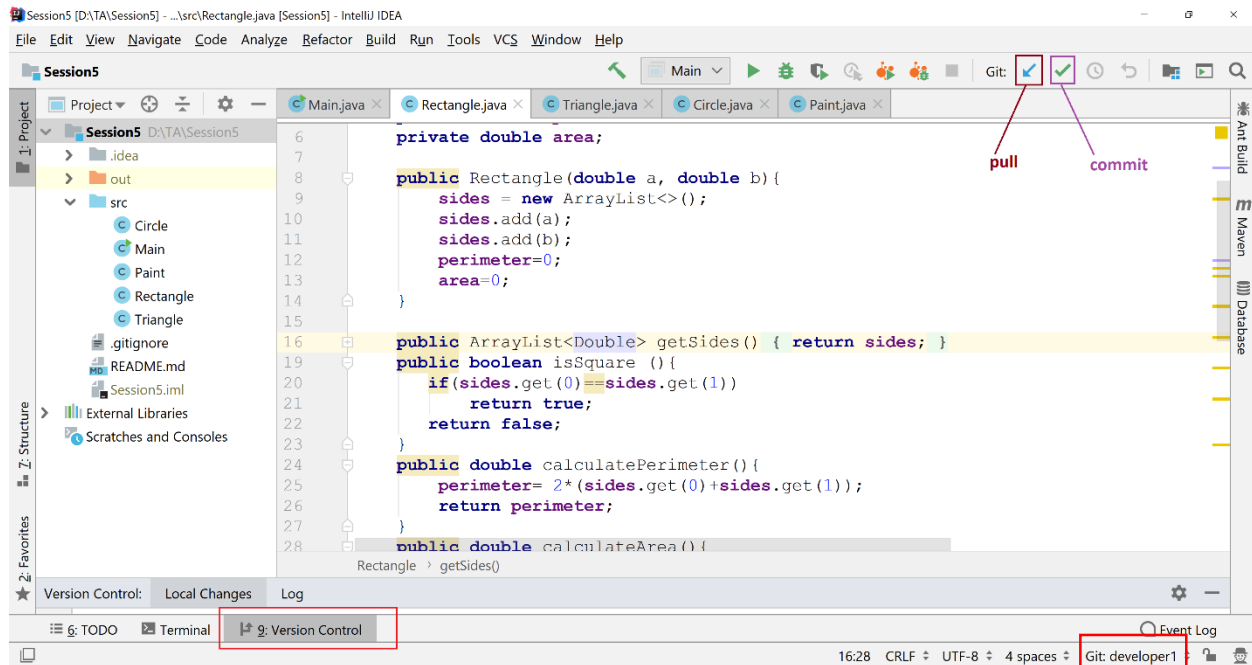 Session5 [D:\TA\Session5] - ...\src\Rectangle.java [Session5] - IntelliJ IDEA
File Edit View Navigate Code Analyze Refactor Build Run Tools VCS Window Help
Session5 Main Git:
1: Project
Project
Main.java Rectangle.java Triangle.java Circle.java Paint.java
Session5 D:\TA\Session5
.idea
out
src
Circle
Main
Paint
Rectangle
Triangle
.gitignore
README.md
Session5.iml
External Libraries
Scratches and Consoles
6 private double area;
7
8 public Rectangle(double a, double b){
9 sides = new ArrayList<>();
10 sides.add(a);
11 sides.add(b);
12 perimeter=0;
13 area=0;
14 }
15
16 public ArrayList<Double> getSides() { return sides; }
19 public boolean isSquare (){
20 if(sides.get(0)==sides.get(1))
21 return true;
22 return false;
23 }
24 public double calculatePerimeter(){
25 perimeter= 2*(sides.get(0)+sides.get(1));
26 return perimeter;
27 }
28 public double calculateArea(){
Rectangle > getSides()
pull
commit
Ant Build
Maven
Database
7: Structure
2: Favorites
Version Control: Local Changes Log
6: TODO Terminal 9: Version Control Event Log
16:28 CRLF UTF-8 4 spaces Git: developer1